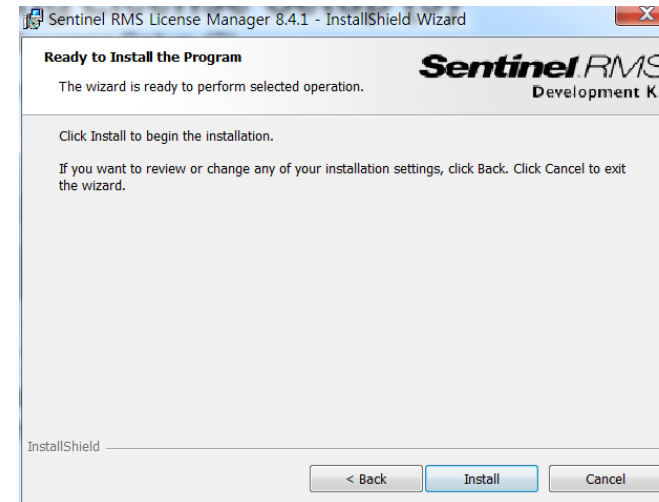 Sentinel RMS License Manager 8.4.1 - InstallShield Wizard
Ready to Install the Program
The wizard is ready to perform selected operation.
Sentinel RMS
Development K
Click Install to begin the installation.
If you want to review or change any of your installation settings, click Back. Click Cancel to exit
the wizard.
InstallShield
< Back
Install
Cancel